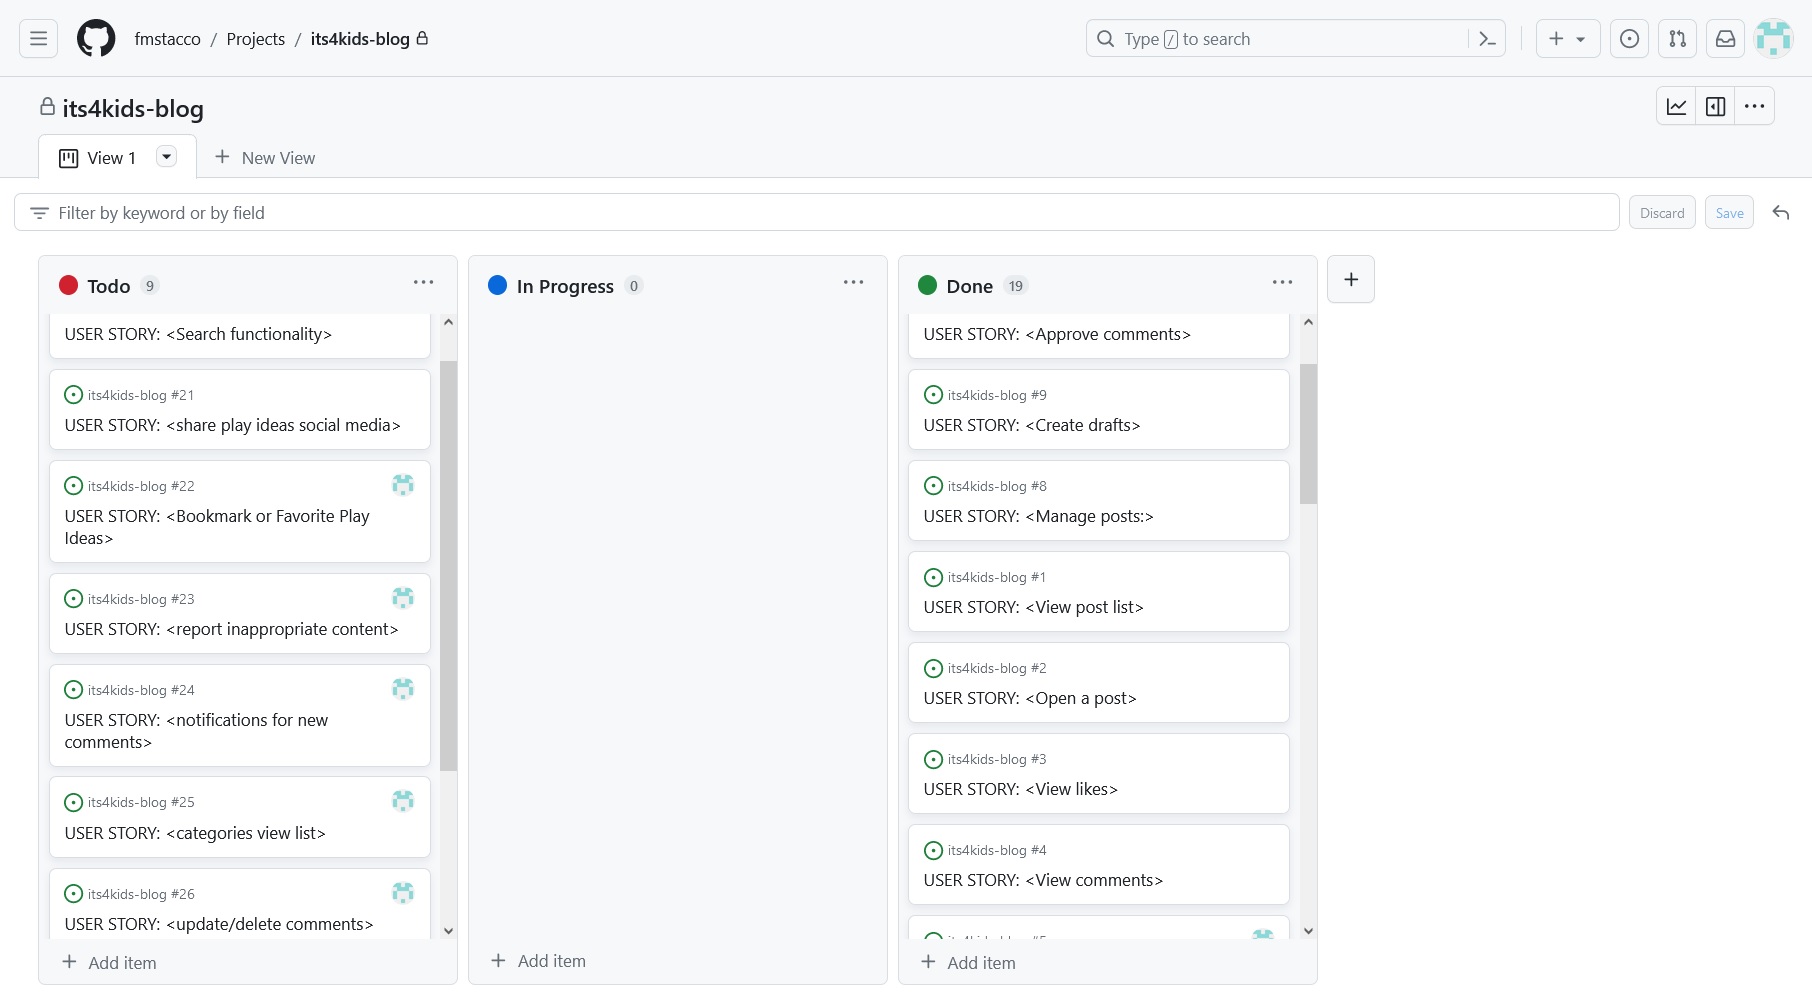 fmstacco / Projects / its4kids-blog
Type / to search
its4kids-blog
View 1
New View
Filter by keyword or by field
Discard
Save
Todo 9
USER STORY: <Search functionality>
its4kids-blog #21
USER STORY: <share play ideas social media>
its4kids-blog #22
USER STORY: <Bookmark or Favorite Play
Ideas>
its4kids-blog #23
USER STORY: <report inappropriate content>
its4kids-blog #24
USER STORY: <notifications for new
comments>
its4kids-blog #25
USER STORY: <categories view list>
its4kids-blog #26
USER STORY: <update/delete comments>
Add item
In Progress 0
Add item
Done 19
USER STORY: <Approve comments>
its4kids-blog #9
USER STORY: <Create drafts>
its4kids-blog #8
USER STORY: <Manage posts:>
its4kids-blog #1
USER STORY: <View post list>
its4kids-blog #2
USER STORY: <Open a post>
its4kids-blog #3
USER STORY: <View likes>
its4kids-blog #4
USER STORY: <View comments>
Add item